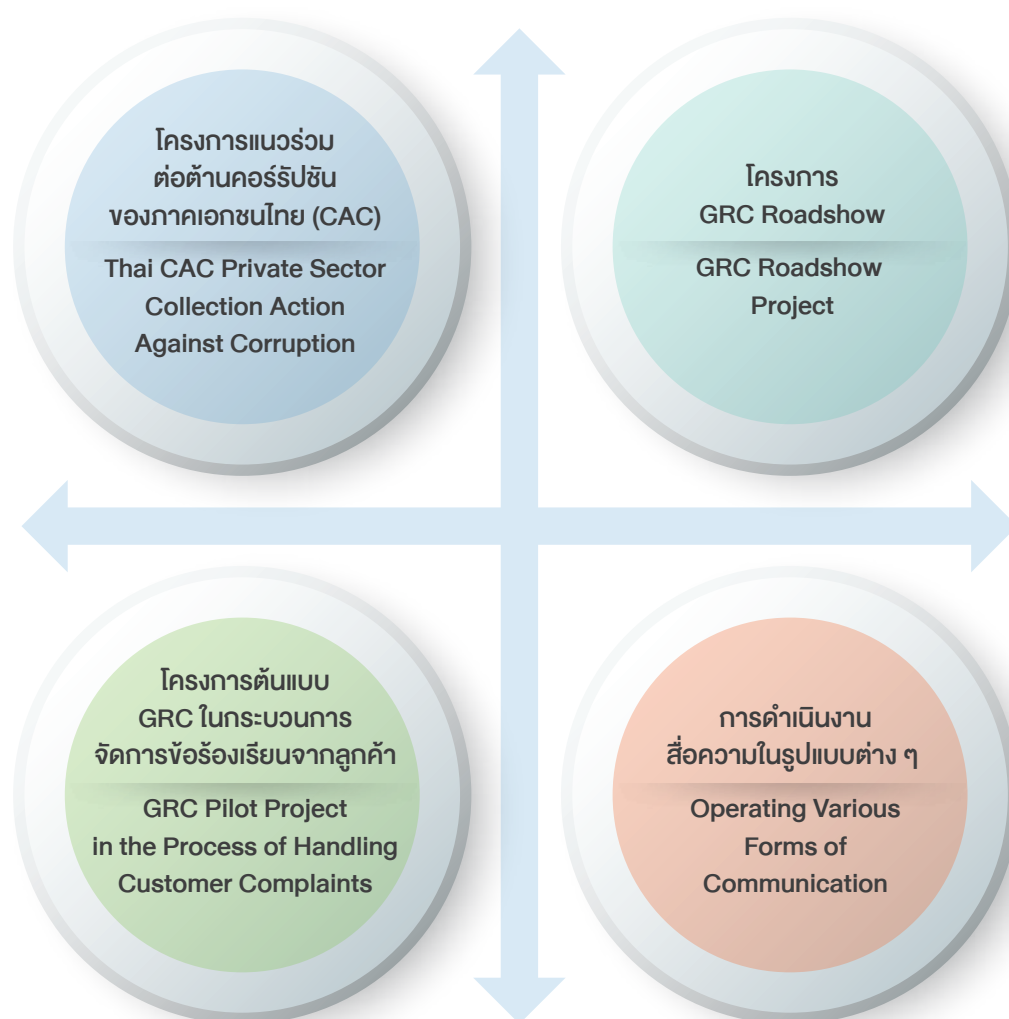 โครงการแนวร่วม
ต่อต้านคอร์รัปชัน
ของภาคเอกชนไทย (CAC)
Thai CAC Private Sector
Collection Action
Against Corruption
โครงการ
GRC Roadshow
GRC Roadshow
Project
โครงการต้นแบบ
GRC ในกระบวนการ
จัดการข้อร้องเรียนจากลูกค้า
GRC Pilot Project
in the Process of Handling
Customer Complaints
การดำเนินงาน
สื่อความในรูปแบบต่าง ๆ
Operating Various
Forms of
Communication